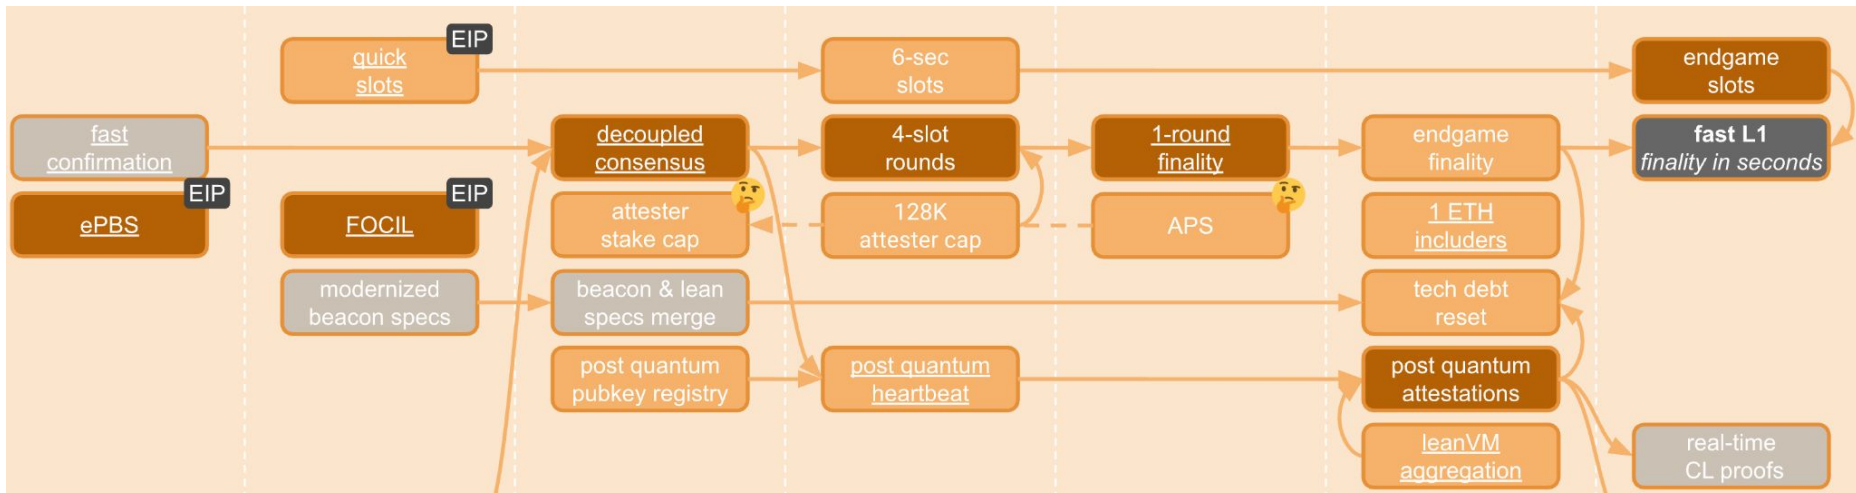 quick
slots
EIP
6-sec
slots
endgame
slots
fast
confirmation
decoupled
consensus
4-slot
rounds
1-round
finality
endgame
finality
fast L1
finality in seconds
ePBS
EIP
FOCIL
EIP
attester
stake cap
128K
attester cap
APS
1 ETH
includers
modernized
beacon specs
beacon & lean
specs merge
tech debt
reset
post quantum
pubkey registry
post quantum
heartbeat
post quantum
attestations
leanVM
aggregation
real-time
CL proofs